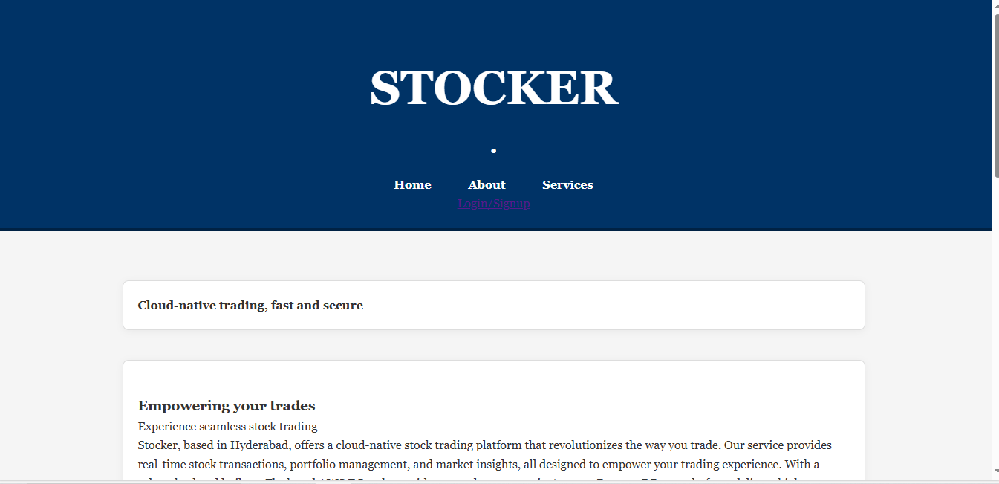 STOCKER
.
Home About Services
Login/Signup
Cloud-native trading, fast and secure
Empowering your trades
Experience seamless stock trading
Stocker, based in Hyderabad, offers a cloud-native stock trading platform that revolutionizes the way you trade. Our service provides
real-time stock transactions, portfolio management, and market insights, all designed to empower your trading experience. With a